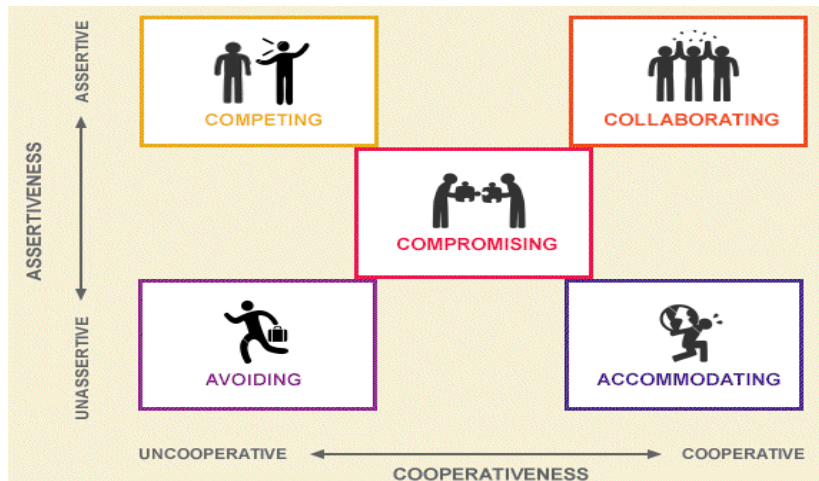 ASSERTIVE
COMPETING
COLLABORATING
ASSERTIVENESS
COMPROMISING
UNASSERTIVE
AVOIDING
ACCOMMODATING
UNCOOPERATIVE
COOPERATIVE
COOPERATIVENESS